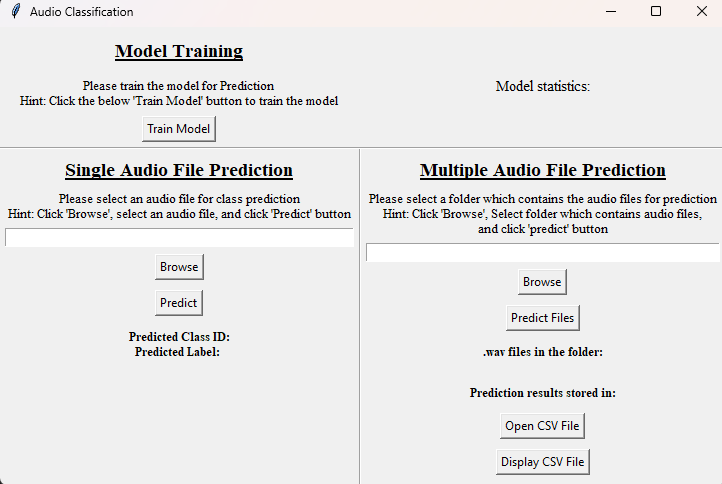 Audio Classification
Model Training
Please train the model for Prediction
Hint: Click the below 'Train Model' button to train the model
Train Model
Model statistics:
Single Audio File Prediction
Please select an audio file for class prediction
Hint: Click 'Browse', select an audio file, and click 'Predict' button
Browse
Predict
Predicted Class ID:
Predicted Label:
Multiple Audio File Prediction
Please select a folder which contains the audio files for prediction
Hint: Click 'Browse', Select folder which contains audio files,
and click 'predict' button
Browse
Predict Files
.wav files in the folder:
Prediction results stored in:
Open CSV File
Display CSV File